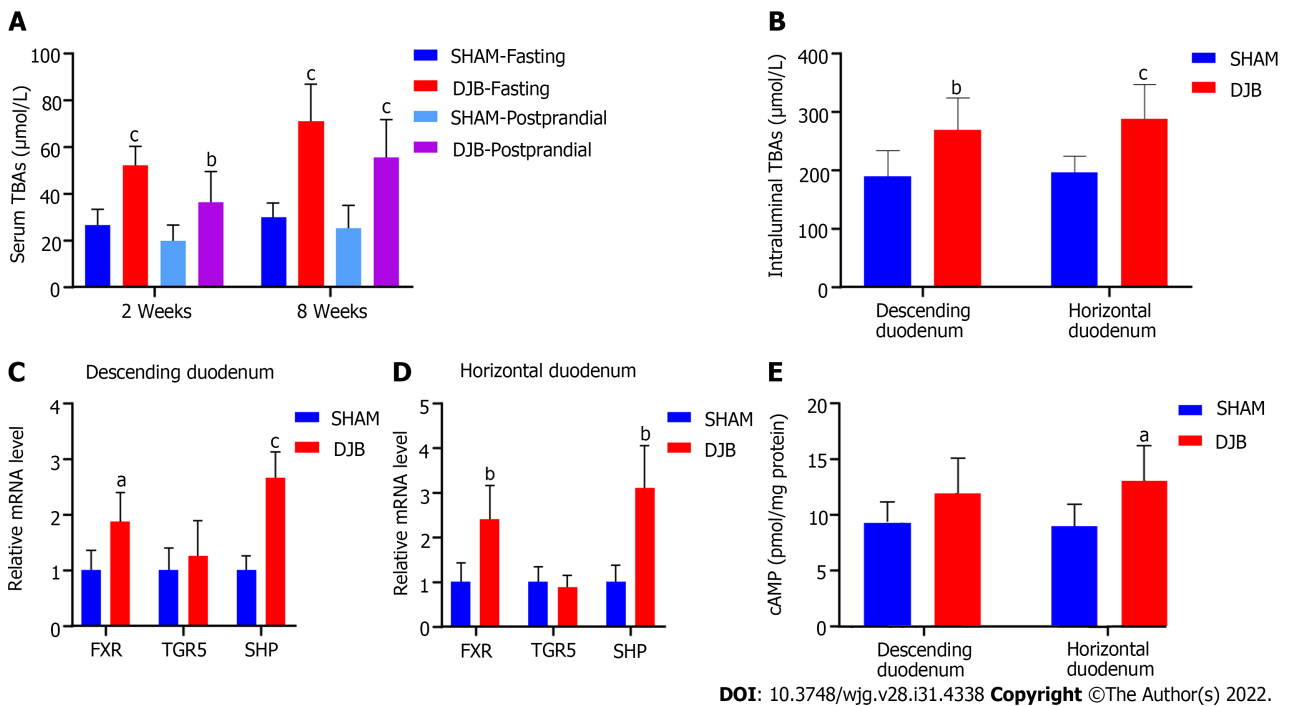 A
Serum TBAs (µmol/L)
100
80
60
40
20
0
c
b
c
c
2 Weeks
8 Weeks
SHAM-Fasting
DJB-Fasting
SHAM-Postprandial
DJB-Postprandial
B
Intraluminal TBAs (µmol/L)
400
300
200
100
0
b
c
Descending
duodenum
Horizontal
duodenum
SHAM
DJB
C
Descending duodenum
Relative mRNA level
4
3
2
1
0
a
c
FXR
TGR5
SHP
SHAM
DJB
D
Horizontal duodenum
Relative mRNA level
5
4
3
2
1
0
b
b
FXR
TGR5
SHP
SHAM
DJB
E
cAMP (pmol/mg protein)
20
15
10
5
0
a
Descending
duodenum
Horizontal
duodenum
SHAM
DJB
DOI: 10.3748/wjg.v28.i31.4338 Copyright ©The Author(s) 2022.